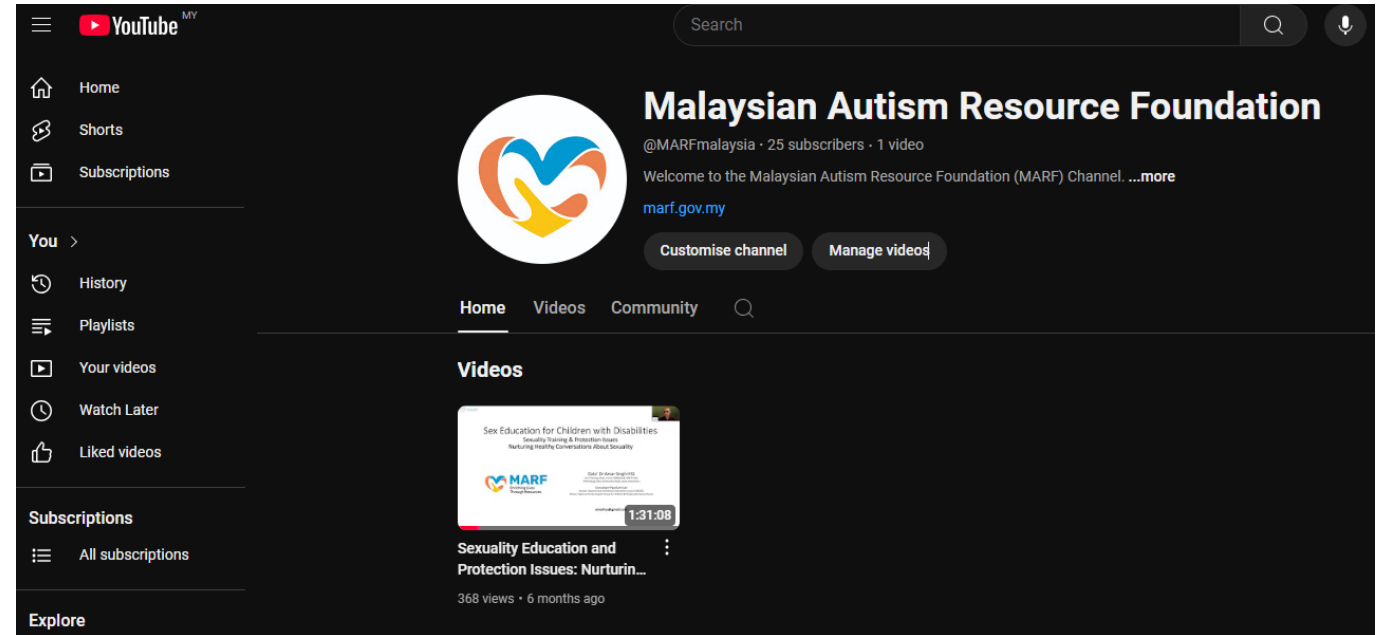 YouTube MY
Search
Home
Shorts
Subscriptions
You
History
Playlists
Your videos
Watch Later
Liked videos
Subscriptions
All subscriptions
Explore
Malaysian Autism Resource Foundation
@MARFmalaysia · 25 subscribers · 1 video
Welcome to the Malaysian Autism Resource Foundation (MARF) Channel. ...more
marf.gov.my
Customise channel
Manage videos
Home Videos Community
Videos
Sex Education for Children with Disabilities
Sexuality Training & Protection Issues
Nurturing Healthy Conversations About Sexuality
MARF
Enriching Lives
Through Resources
1:31:08
Sexuality Education and
Protection Issues: Nurturin...
368 views • 6 months ago